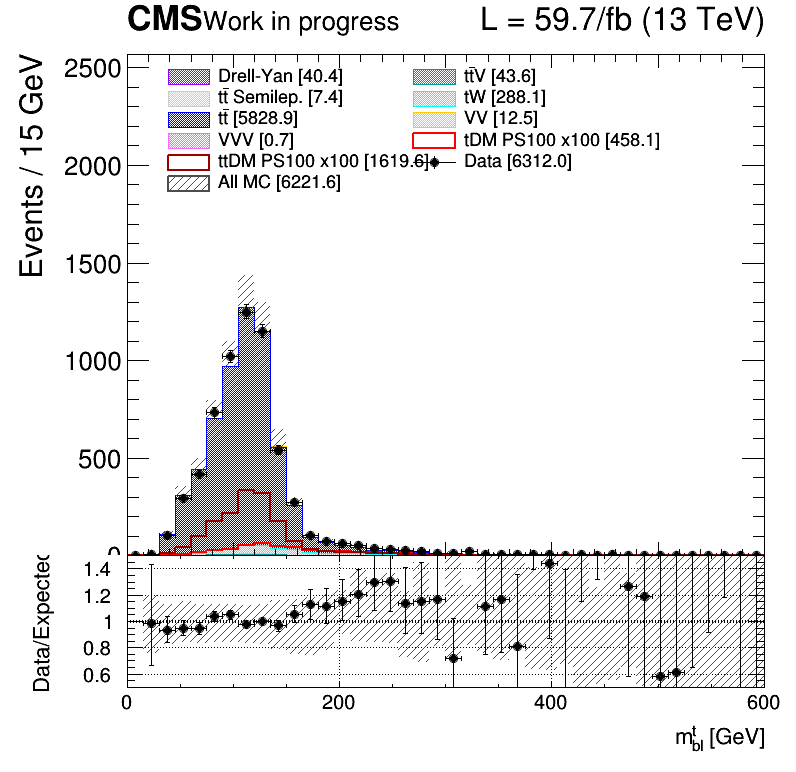 CMS Work in progress L = 59.7/fb (13 TeV)
Events / 15 GeV
2500
2000
1500
1000
500
0
Drell-Yan [40.4]
tt̄V [43.6]
tt̄ Semilep. [7.4]
tW [288.1]
tt̄ [5828.9]
VV [12.5]
VVV [0.7]
tDM PS100 x100 [458.1]
ttDM PS100 x100 [1619.6]
Data [6312.0]
All MC [6221.6]
Data/Expected
1.4
1.2
1
0.8
0.6
0 200 400 600
m^t_bl [GeV]